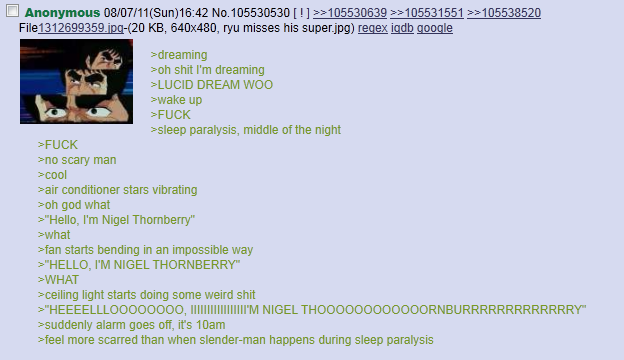 Anonymous 08/07/11(Sun)16:42 No.105530530 [ ! ] >>105530639 >>105531551 >>105538520
File1312699359.jpg-(20 KB, 640x480, ryu misses his super.jpg) regex iqdb google
>dreaming
>oh shit I'm dreaming
>LUCID DREAM WOO
>wake up
>FUCK
>sleep paralysis, middle of the night
>FUCK
>no scary man
>cool
>air conditioner stars vibrating
>oh god what
>"Hello, I'm Nigel Thornberry"
>what
>fan starts bending in an impossible way
>"HELLO, I'M NIGEL THORNBERRY"
>WHAT
>ceiling light starts doing some weird shit
>"HEEEELLLOOOOOOOO, IIIIIIIIIIIIIIIIII'M NIGEL THOOOOOOOOOOOORNBURRRRRRRRRRRRRY"
>suddenly alarm goes off, it's 10am
>feel more scarred than when slender-man happens during sleep paralysis